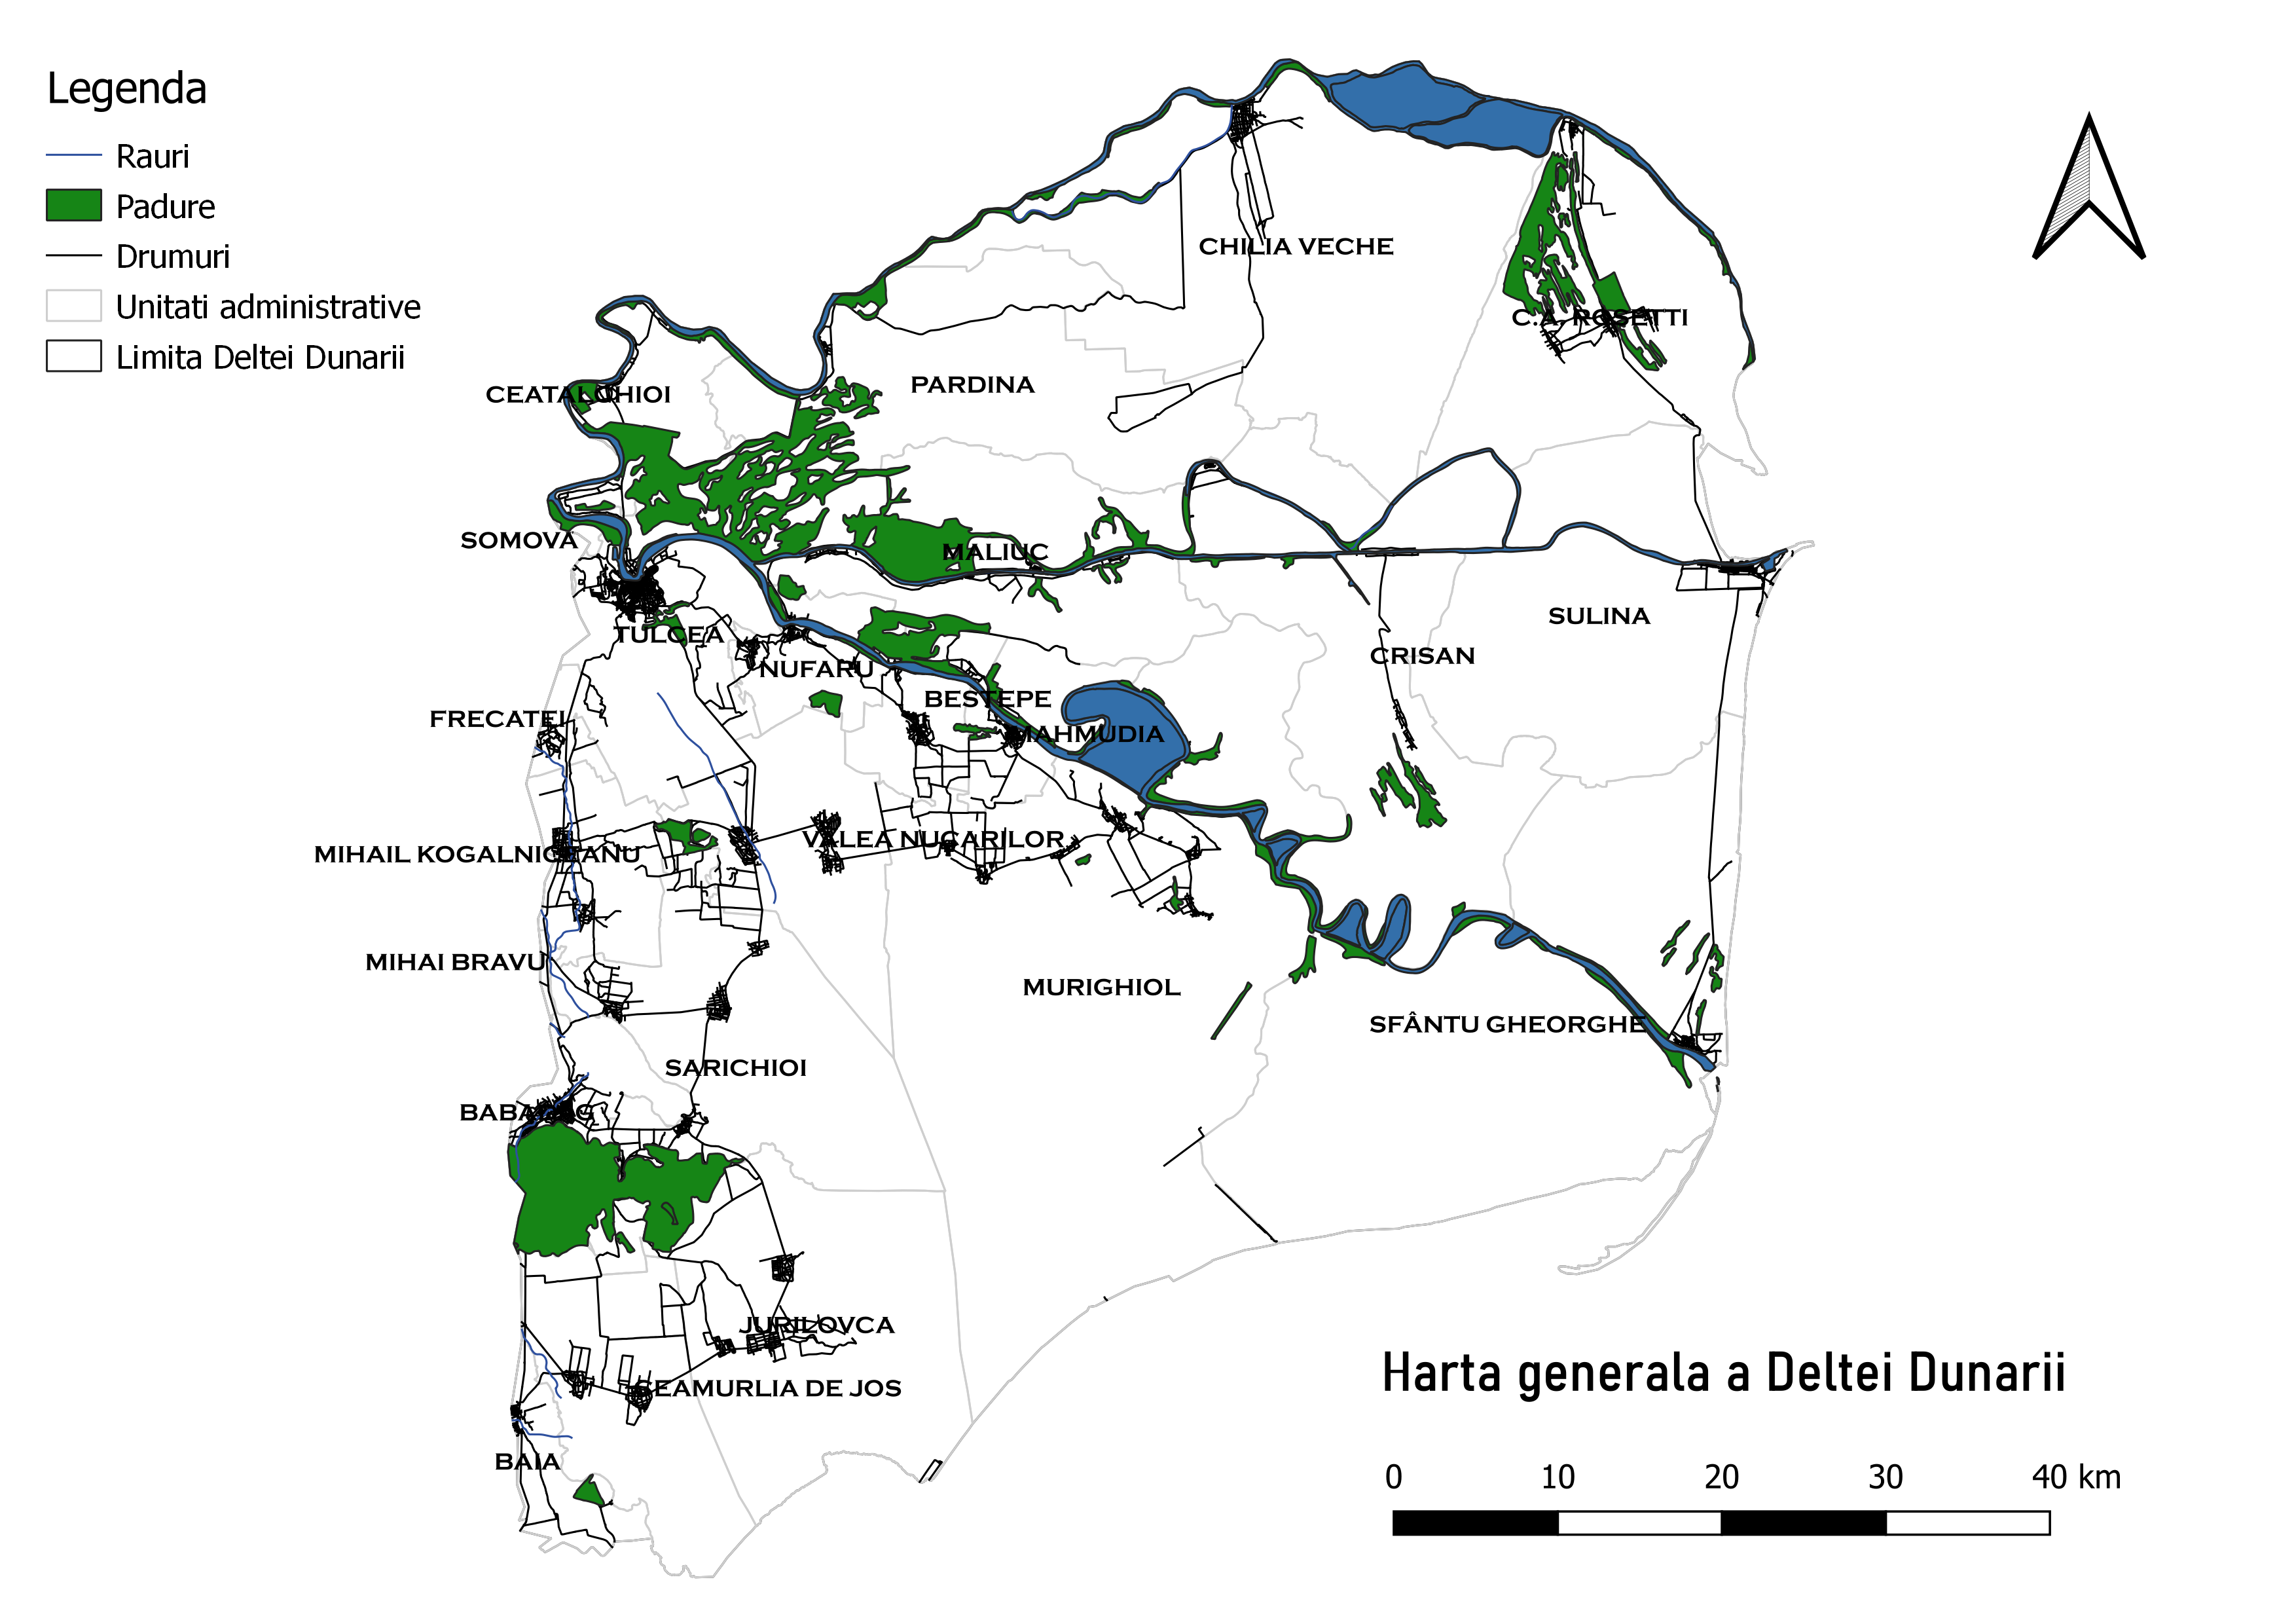 Legenda
Rauri
Padure
Drumuri
Unitati administrative
Limita Deltei Dunarii
CHILIA VECHE
C.A. ROSETTI
PARDINA
CEATALCHIOI
SOMOVA
MALIUC
SULINA
TULCEA
CRISAN
NUFARU
BESTEPE
FRECATEI
MAHMUDIA
VALEA NUCARILOR
MIHAIL KOGALNICEANU
MIHAI BRAVU
MURIGHIOL
SFÂNTU GHEORGHE
SARICHIOI
BABADAG
JURILOVCA
CEAMURLIA DE JOS
BAIA
Harta generala a Deltei Dunarii
0 10 20 30 40 km